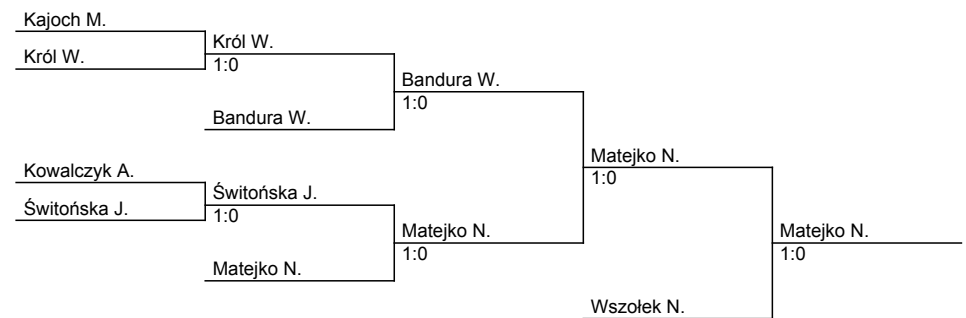 Kajoch M.
Król W.
Król W.
1:0
Bandura W.
Bandura W.
1:0
Kowalczyk A.
Świtońska J.
Świtońska J.
1:0
Matejko N.
Matejko N.
1:0
Matejko N.
1:0
Wszołek N.
Matejko N.
1:0